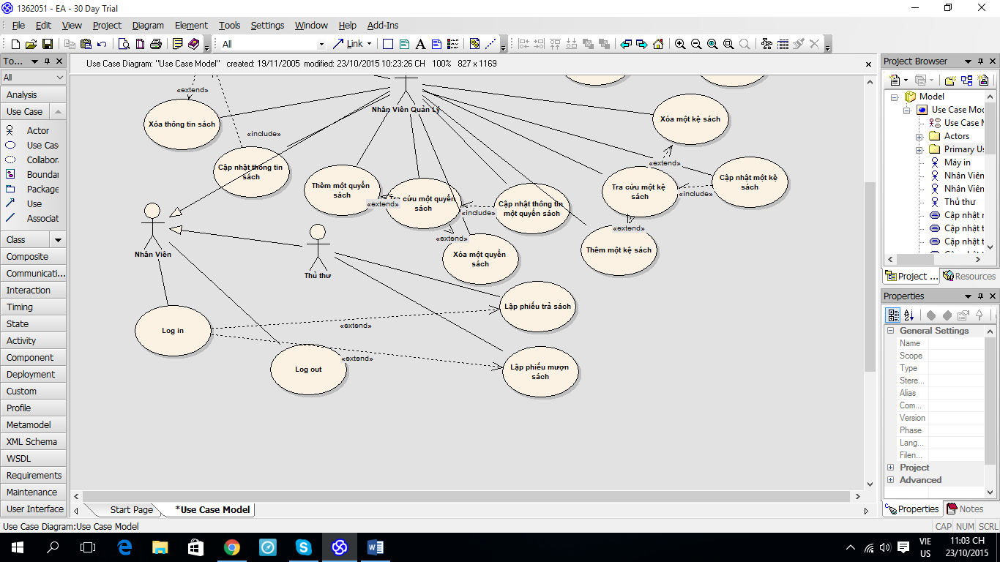 1362051 - EA - 30 Day Trial
File Edit View Project Diagram Element Tools Settings Window Help Add-Ins
All Link
To...
All
Analysis
Use Case
Actor
Use Cas
Collabor
Boundar
Package
Use
Associat
Class
Composite
Communicati...
Interaction
Timing
State
Activity
Component
Deployment
Custom
Profile
Metamodel
XML Schema
WSDL
Requirements
Maintenance
User Interface
Use Case Diagram: "Use Case Model" created: 19/11/2005 modified: 23/10/2015 10:23:26 CH 100% 827 x 1169
«extend»
Nhân Viên Quản Lý
Xóa thông tin sách
«include»
Xóa một kệ sách
Cập nhật thông tin
sách
«extend»
Thêm một quyển
sách
«extend»
Tra cứu một quyển
sách
«include»
Cập nhật thông tin
một quyển sách
Tra cứu một kệ
sách
«include»
Cập nhật một kệ
sách
«extend»
Xóa một quyển
sách
«extend»
Thêm một kệ sách
Nhân Viên
Thủ thư
Lập phiếu trả sách
Log in
«extend»
«extend»
Log out
Lập phiếu mượn
sách
Start Page
*Use Case Model
Project Browser
Model
Use Case Mod
Use Case M
Actors
Primary Us
Máy in
Nhân Viên
Nhân Viên
Thủ thư
Cập nhật r
Cập nhật t
Cập nhật t
Project ...
Resources
Properties
General Settings
Name
Scope
Type
Stere...
Alias
Com...
Version
Phase
Lang...
Filen...
Project
Advanced
Properties
Notes
Use Case Diagram:Use Case Model
CAP NUM SCRL
VIE
US
11:03 CH
23/10/2015